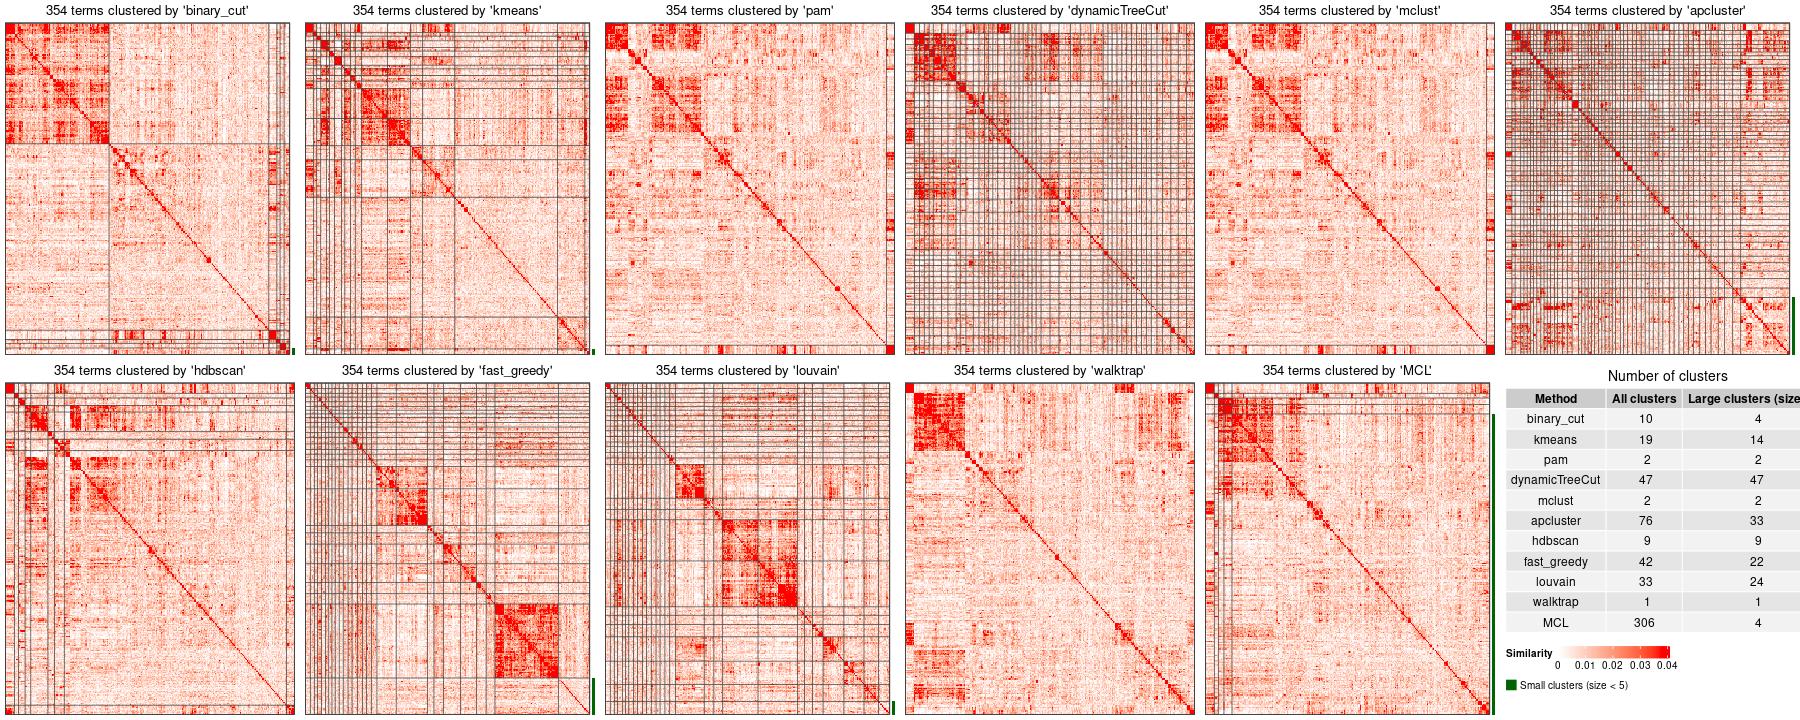 354 terms clustered by 'binary_cut'
354 terms clustered by 'kmeans'
354 terms clustered by 'pam'
354 terms clustered by 'dynamicTreeCut'
354 terms clustered by 'mclust'
354 terms clustered by 'apcluster'
354 terms clustered by 'hdbscan'
354 terms clustered by 'fast_greedy'
354 terms clustered by 'louvain'
354 terms clustered by 'walktrap'
354 terms clustered by 'MCL'
Number of clusters
Method All clusters Large clusters (size
binary_cut 10 4
kmeans 19 14
pam 2 2
dynamicTreeCut 47 47
mclust 2 2
apcluster 76 33
hdbscan 9 9
fast_greedy 42 22
louvain 33 24
walktrap 1 1
MCL 306 4
Similarity
0 0.01 0.02 0.03 0.04
Small clusters (size < 5)